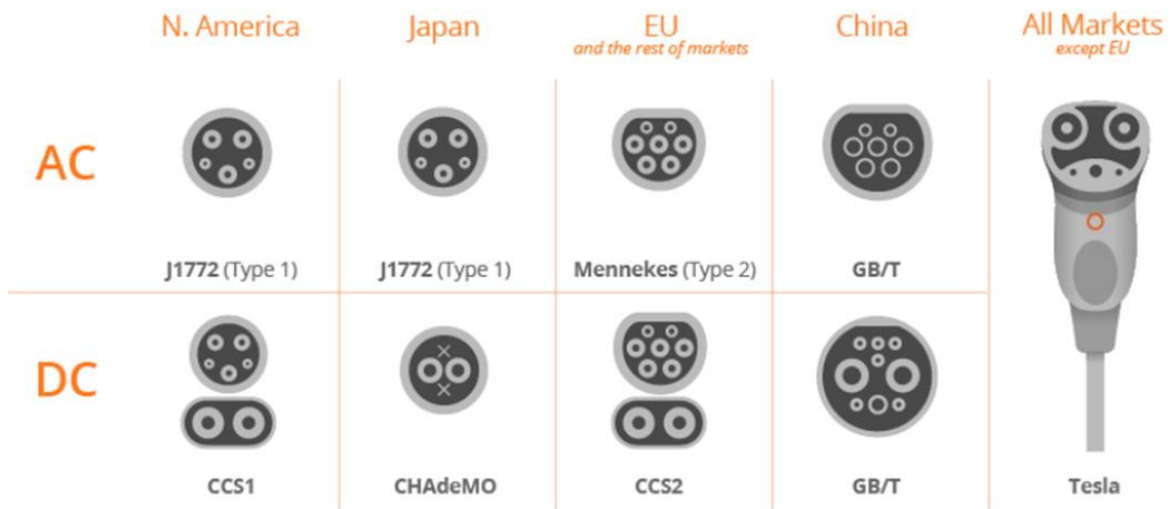 N. America
Japan
EU
and the rest of markets
China
All Markets
except EU
AC
J1772 (Type 1)
J1772 (Type 1)
Mennekes (Type 2)
GB/T
DC
CCS1
CHAdeMO
CCS2
GB/T
Tesla